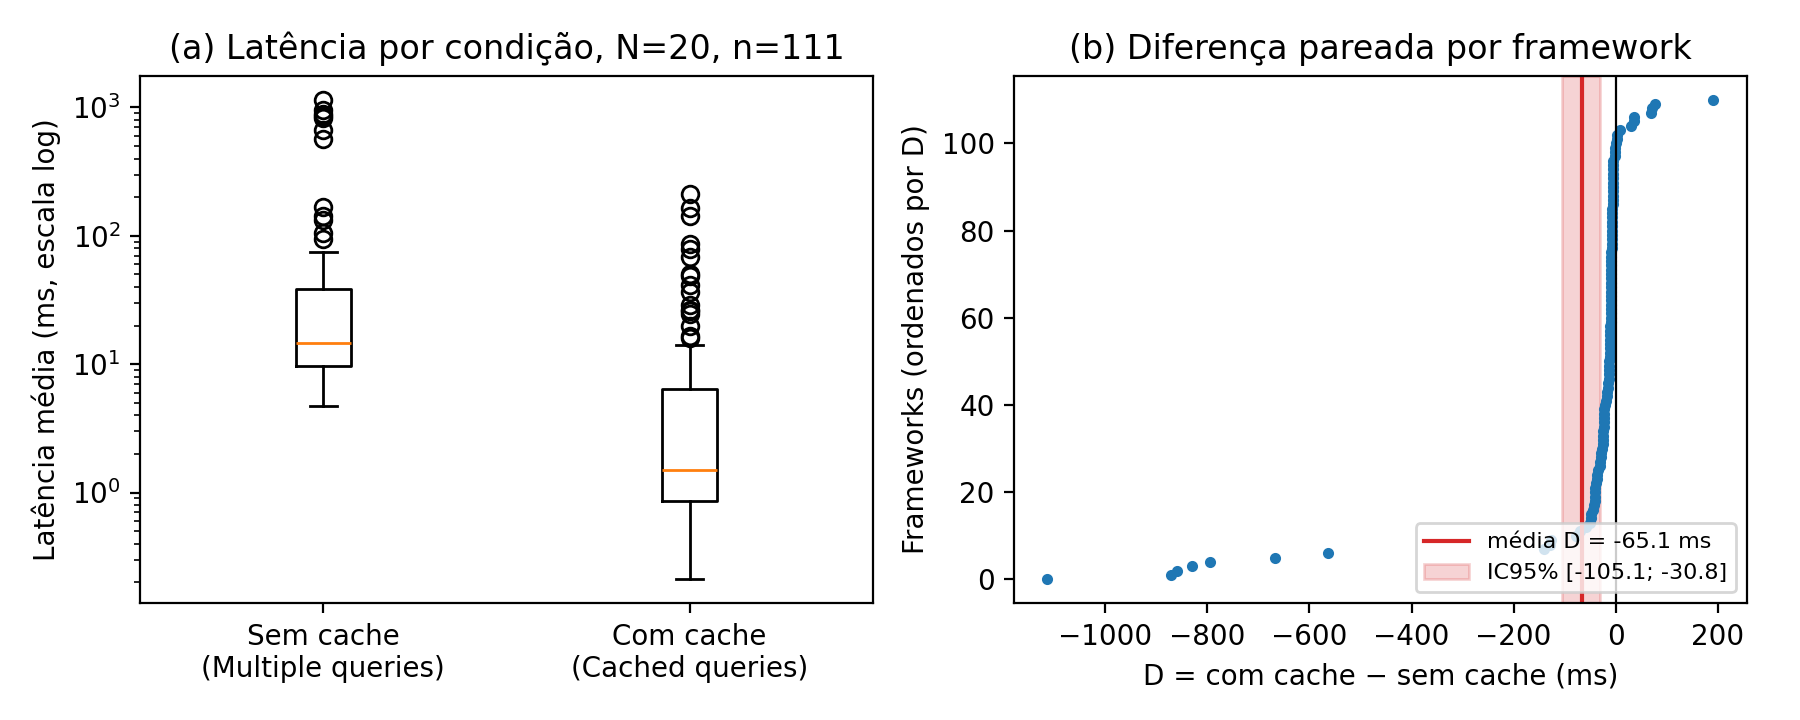 (a) Latência por condição, N=20, n=111
Latência média (ms, escala log)
10³
10²
10¹
10⁰
Sem cache
(Multiple queries)
Com cache
(Cached queries)
(b) Diferença pareada por framework
Frameworks (ordenados por D)
100
80
60
40
20
0
média D = -65.1 ms
IC95% [-105.1; -30.8]
−1000 −800 −600 −400 −200 0 200
D = com cache − sem cache (ms)